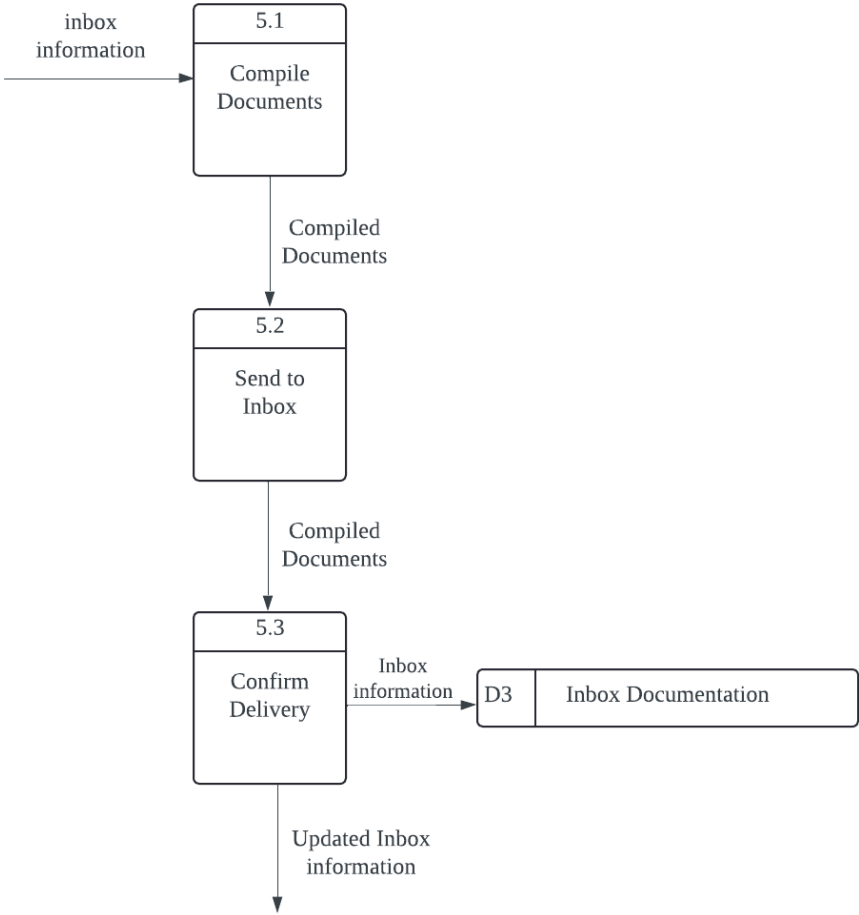 inbox
information
5.1
Compile
Documents
Compiled
Documents
5.2
Send to
Inbox
Compiled
Documents
5.3
Confirm
Delivery
Inbox
information
D3
Inbox Documentation
Updated Inbox
information